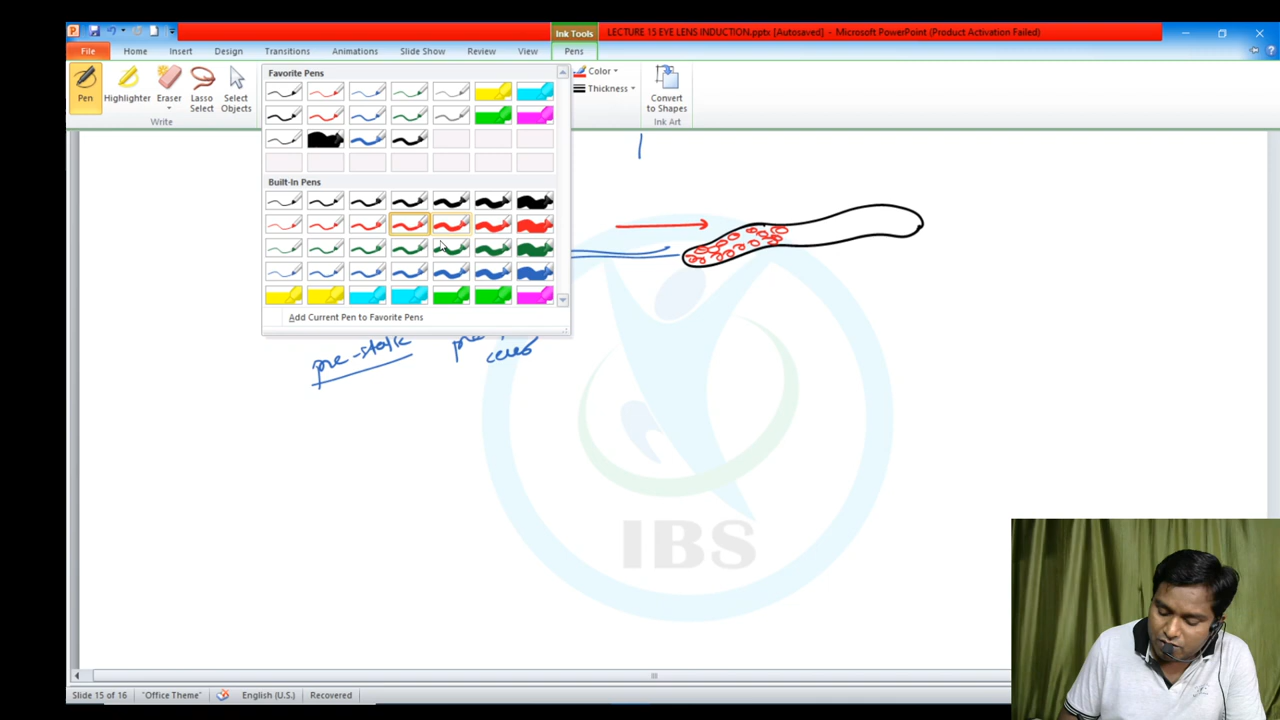 LECTURE 15 EYE LENS INDUCTION.pptx [Autosaved] - Microsoft PowerPoint (Product Activation Failed)
Ink Tools
File Home Insert Design Transitions Animations Slide Show Review View Pens
Pen Highlighter Eraser Lasso Select Select Objects
Write
Favorite Pens
Built-In Pens
Add Current Pen to Favorite Pens
Color
Thickness
Convert to Shapes
Ink Art
pre-stalk
IBS
Slide 15 of 16 "Office Theme" English (U.S.) Recovered